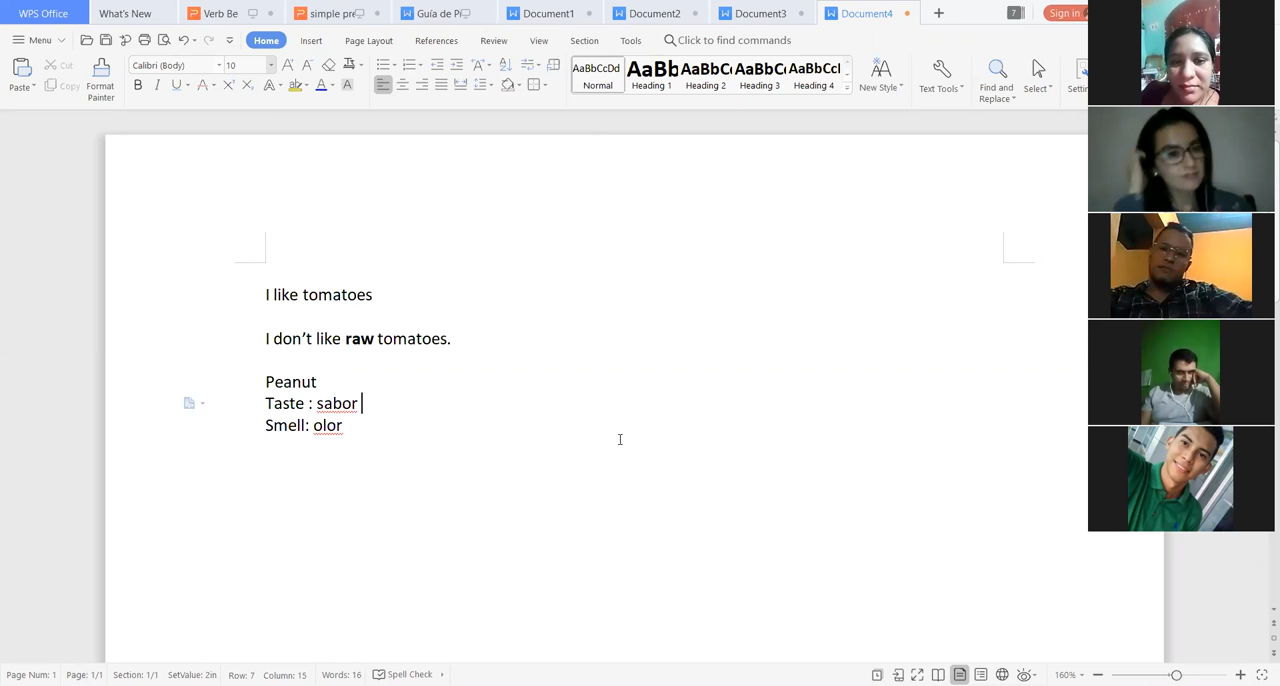 WPS Office What's New Verb Be simple pre Guía de Pi Document1 Document2 Document3 Document4 7 Sign in
Menu Home Insert Page Layout References Review View Section Tools Click to find commands
Calibri (Body) 10
Paste Cut Copy Format Painter
AaBbCcDd AaBb AaBbC AaBbC AaBbCcI
Normal Heading 1 Heading 2 Heading 3 Heading 4 New Style Text Tools Find and Replace Select
I like tomatoes
I don't like raw tomatoes.
Peanut
Taste : sabor
Smell: olor
Page Num: 1 Page: 1/1 Section: 1/1 SetValue: 2in Row: 7 Column: 15 Words: 16 Spell Check 160%